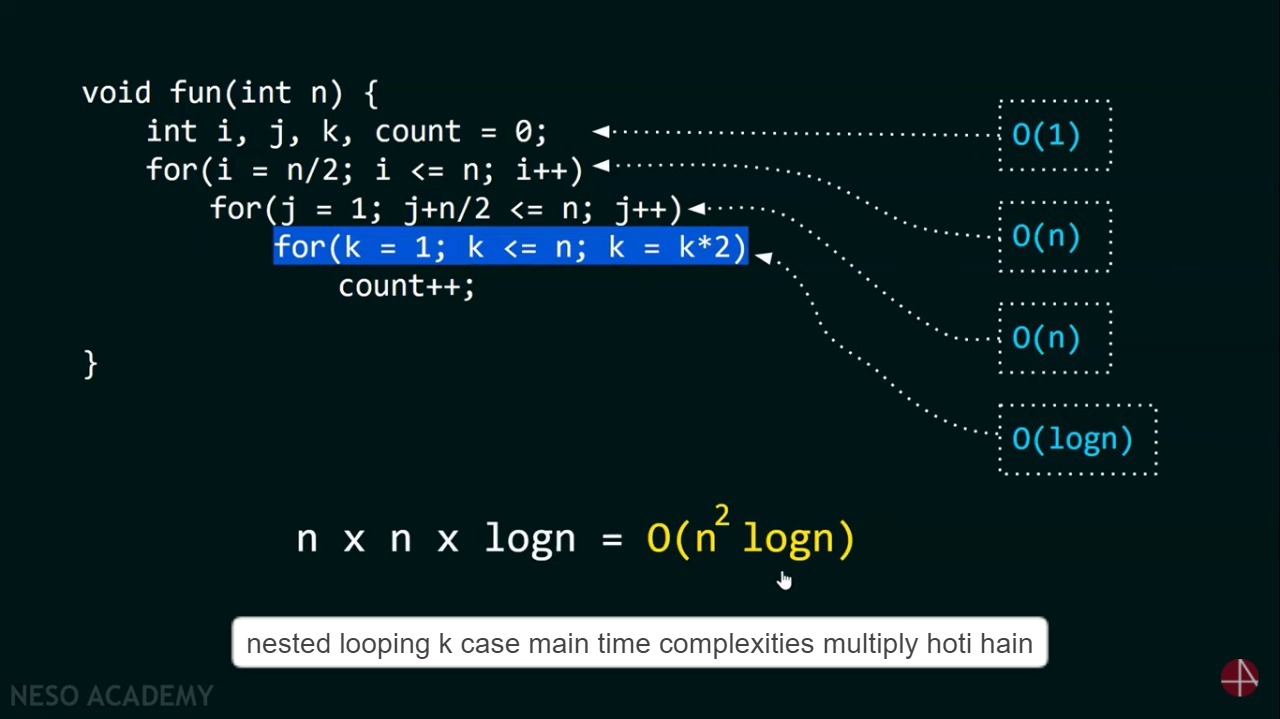 void fun(int n) {
int i, j, k, count = 0;
O(1)
for(i = n/2; i <= n; i++)
O(n)
for(j = 1; j+n/2 <= n; j++)
O(n)
for(k = 1; k <= n; k = k*2)
O(logn)
count++;
}
n x n x logn = O(n² logn)
nested looping k case main time complexities multiply hoti hain
NESO ACADEMY